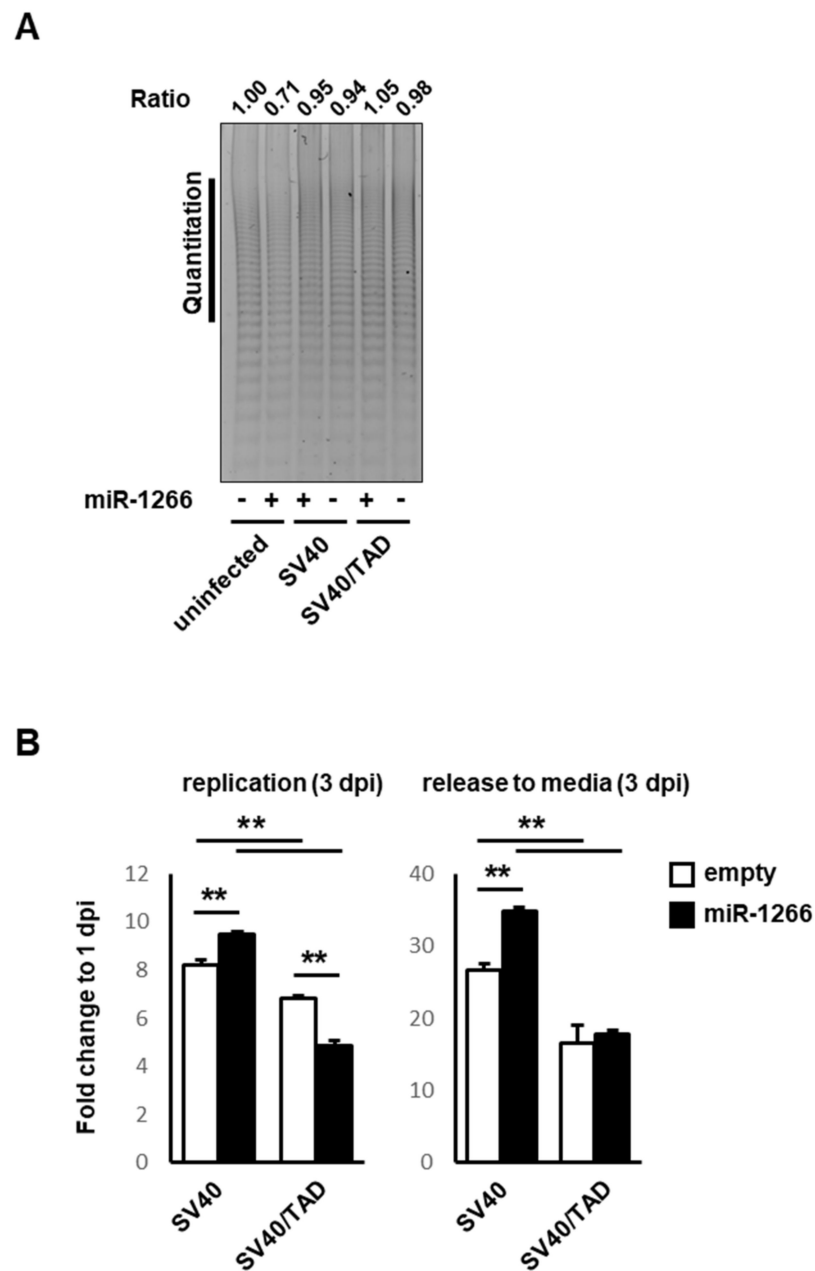 A
Ratio 1.00 0.71 0.95 0.94 1.05 0.98
Quantitation
miR-1266 - + + - + -
uninfected SV40 SV40/TAD
B
replication (3 dpi) release to media (3 dpi)
** **
empty
miR-1266
** ** **
Fold change to 1 dpi
12
10
8
6
4
2
0
SV40 SV40/TAD
40
30
20
10
0
SV40 SV40/TAD